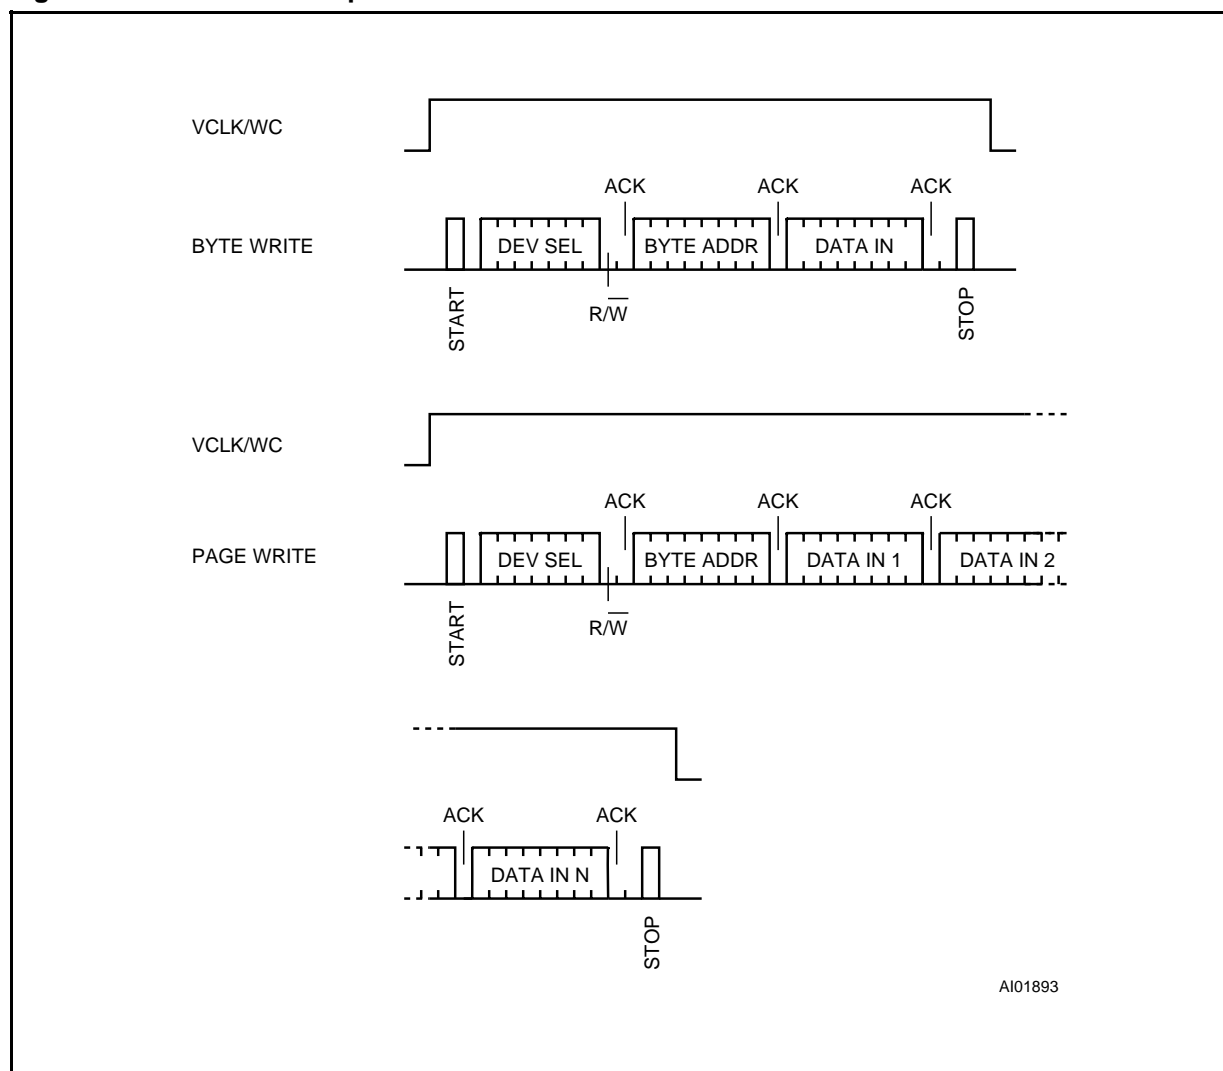 VCLK/WC
ACK ACK ACK
BYTE WRITE DEV SEL BYTE ADDR DATA IN
START R/W̅ STOP
VCLK/WC
ACK ACK ACK
PAGE WRITE DEV SEL BYTE ADDR DATA IN 1 DATA IN 2
START R/W̅
ACK ACK
DATA IN N
STOP
AI01893